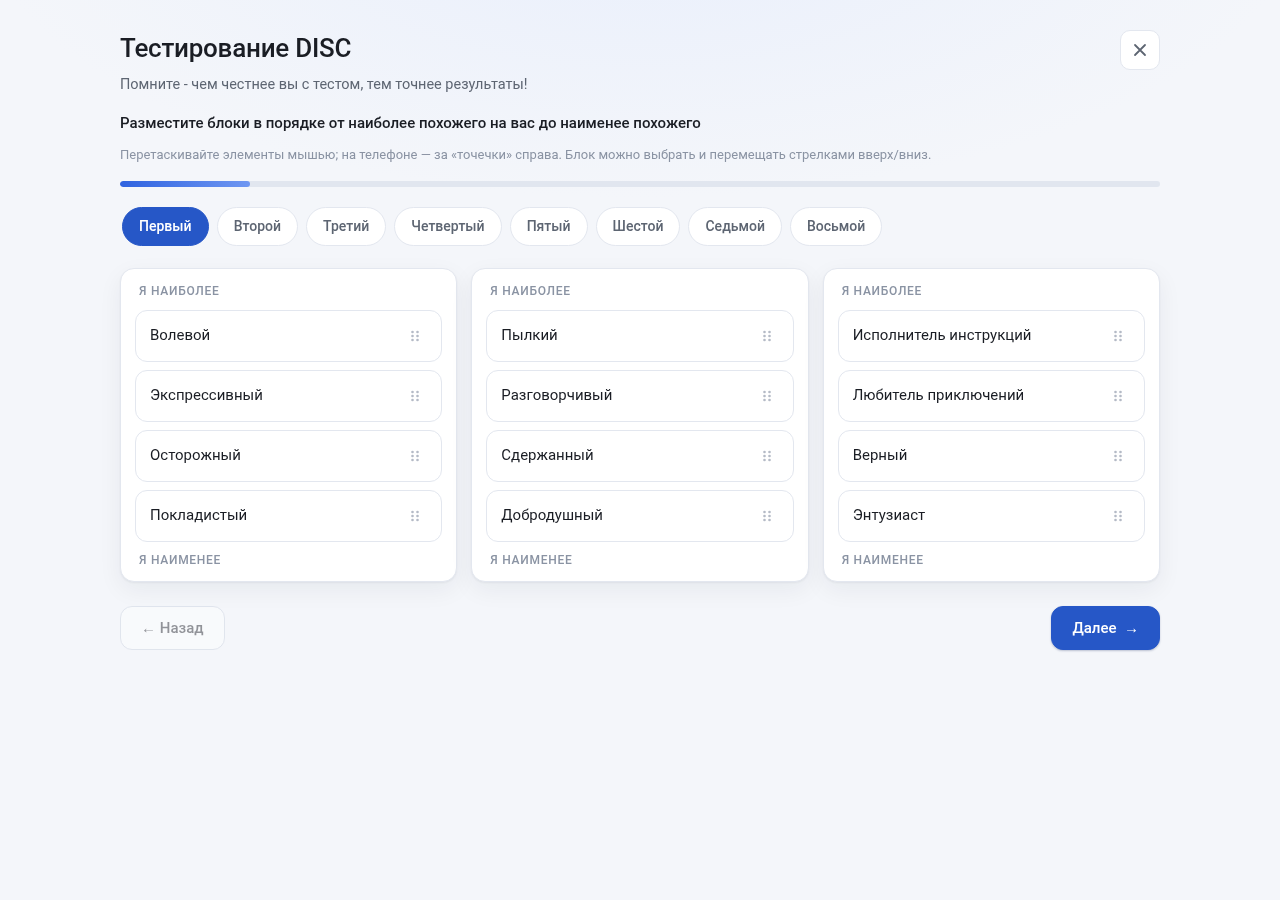 Тестирование DISC
Помните - чем честнее вы с тестом, тем точнее результаты!
Разместите блоки в порядке от наиболее похожего на вас до наименее похожего
Перетаскивайте элементы мышью; на телефоне — за «точечки» справа. Блок можно выбрать и перемещать стрелками вверх/вниз.
Первый
Второй
Третий
Четвертый
Пятый
Шестой
Седьмой
Восьмой
Я НАИБОЛЕЕ
Волевой
Экспрессивный
Осторожный
Покладистый
Я НАИМЕНЕЕ
Я НАИБОЛЕЕ
Пылкий
Разговорчивый
Сдержанный
Добродушный
Я НАИМЕНЕЕ
Я НАИБОЛЕЕ
Исполнитель инструкций
Любитель приключений
Верный
Энтузиаст
Я НАИМЕНЕЕ
← Назад
Далее →